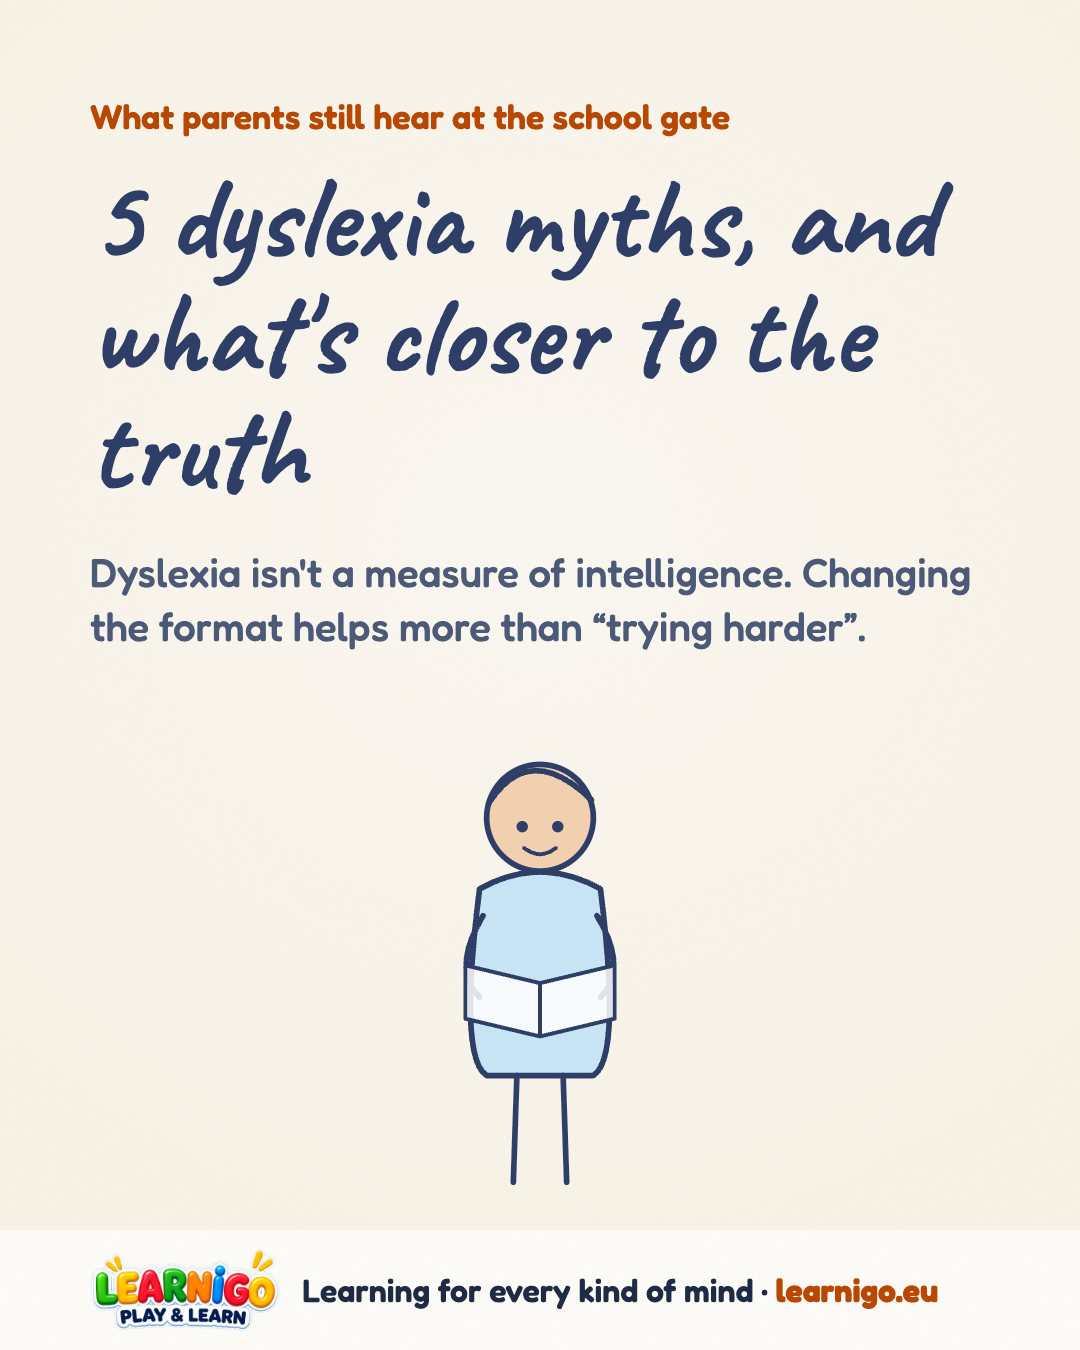 What parents still hear at the school gate
5 dyslexia myths, and
what's closer to the
truth
Dyslexia isn't a measure of intelligence. Changing
the format helps more than “trying harder”.
LEARNiGO
PLAY & LEARN
Learning for every kind of mind · learnigo.eu